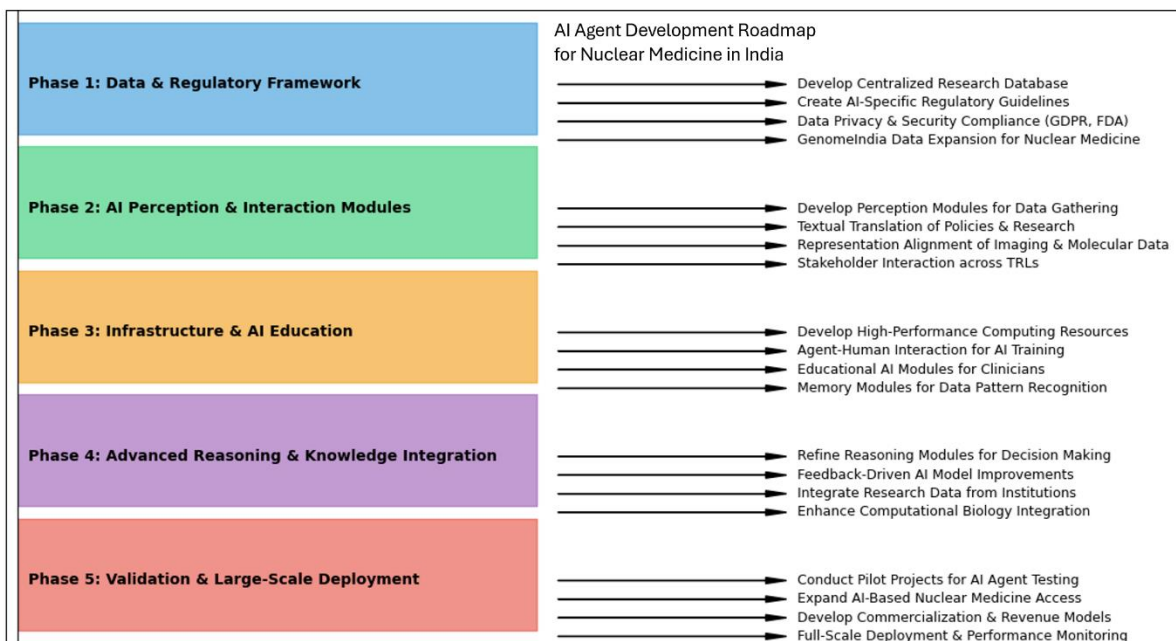 AI Agent Development Roadmap
for Nuclear Medicine in India
Phase 1: Data & Regulatory Framework
Develop Centralized Research Database
Create AI-Specific Regulatory Guidelines
Data Privacy & Security Compliance (GDPR, FDA)
GenomeIndia Data Expansion for Nuclear Medicine
Phase 2: AI Perception & Interaction Modules
Develop Perception Modules for Data Gathering
Textual Translation of Policies & Research
Representation Alignment of Imaging & Molecular Data
Stakeholder Interaction across TRLs
Phase 3: Infrastructure & AI Education
Develop High-Performance Computing Resources
Agent-Human Interaction for AI Training
Educational AI Modules for Clinicians
Memory Modules for Data Pattern Recognition
Phase 4: Advanced Reasoning & Knowledge Integration
Refine Reasoning Modules for Decision Making
Feedback-Driven AI Model Improvements
Integrate Research Data from Institutions
Enhance Computational Biology Integration
Phase 5: Validation & Large-Scale Deployment
Conduct Pilot Projects for AI Agent Testing
Expand AI-Based Nuclear Medicine Access
Develop Commercialization & Revenue Models
Full-Scale Deployment & Performance Monitoring